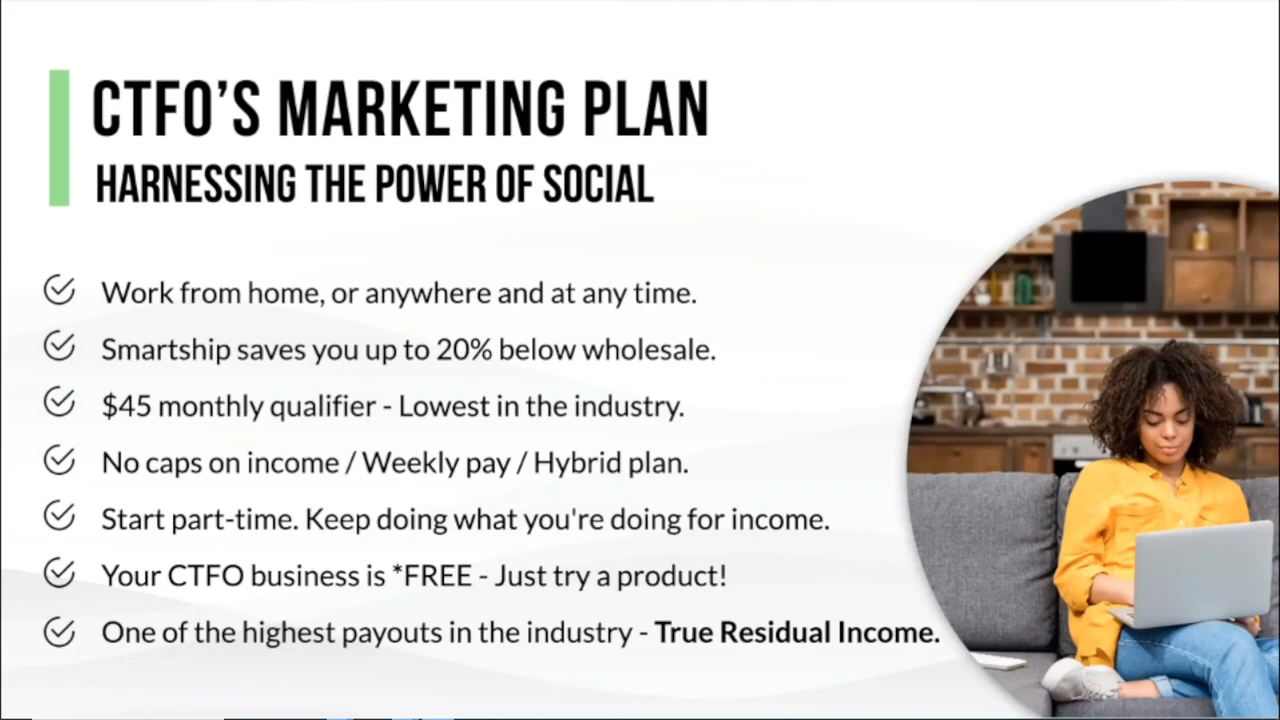 CTFO'S MARKETING PLAN
HARNESSING THE POWER OF SOCIAL
Work from home, or anywhere and at any time.
Smartship saves you up to 20% below wholesale.
$45 monthly qualifier - Lowest in the industry.
No caps on income / Weekly pay / Hybrid plan.
Start part-time. Keep doing what you're doing for income.
Your CTFO business is *FREE - Just try a product!
One of the highest payouts in the industry - True Residual Income.